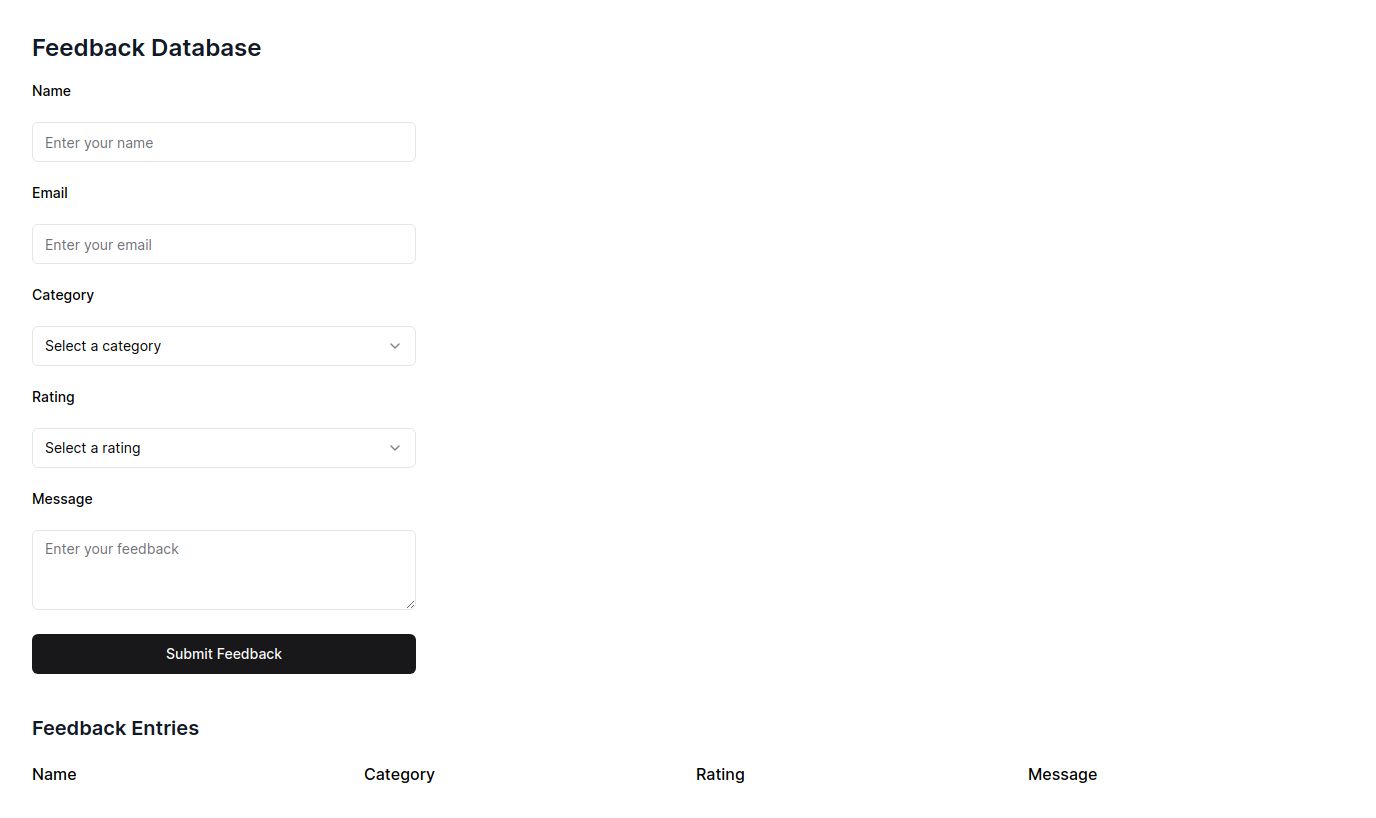 Feedback Database
Name
Enter your name
Email
Enter your email
Category
Select a category
Rating
Select a rating
Message
Enter your feedback
Submit Feedback
Feedback Entries
Name Category Rating Message